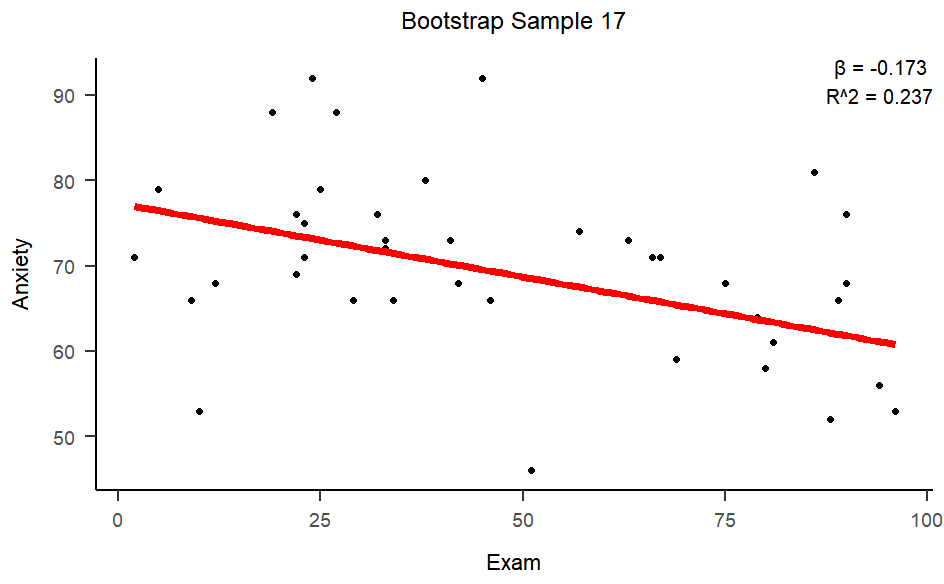 Bootstrap Sample 17
β = -0.173
R^2 = 0.237
90
80
70
60
50
Anxiety
0 25 50 75 100
Exam